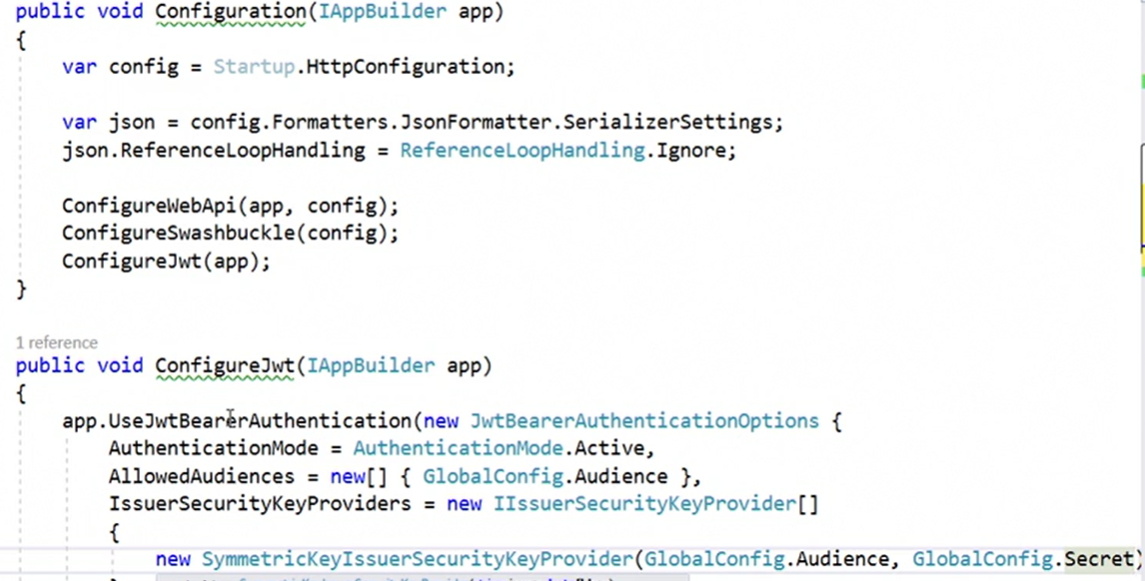 public void Configuration(IAppBuilder app)
{
var config = Startup.HttpConfiguration;
var json = config.Formatters.JsonFormatter.SerializerSettings;
json.ReferenceLoopHandling = ReferenceLoopHandling.Ignore;
ConfigureWebApi(app, config);
ConfigureSwashbuckle(config);
ConfigureJwt(app);
}
1 reference
public void ConfigureJwt(IAppBuilder app)
{
app.UseJwtBearerAuthentication(new JwtBearerAuthenticationOptions {
AuthenticationMode = AuthenticationMode.Active,
AllowedAudiences = new[] { GlobalConfig.Audience },
IssuerSecurityKeyProviders = new IIssuerSecurityKeyProvider[]
{
new SymmetricKeyIssuerSecurityKeyProvider(GlobalConfig.Audience, GlobalConfig.Secret)